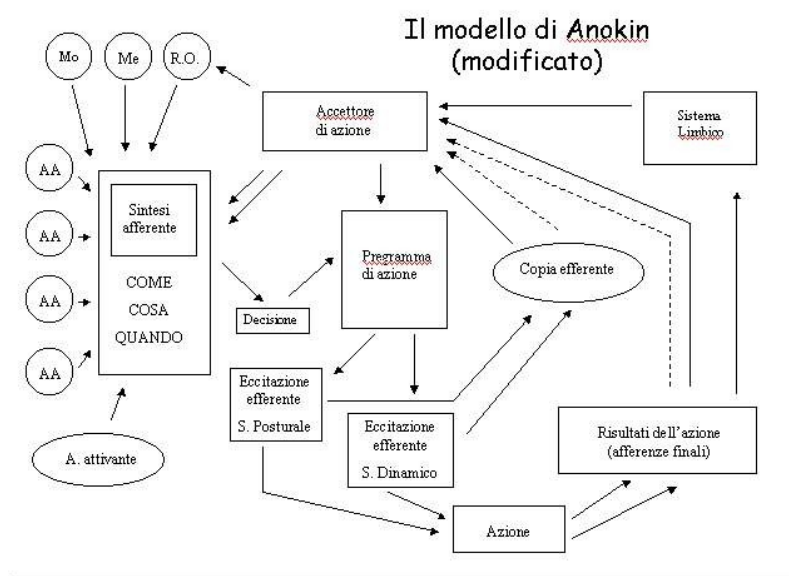 Il modello di Anokin
(modificato)
Mo
Me
R.O.
Accettore
di azione
Sistema
Limbico
AA
AA
AA
AA
Sintesi
afferente
COME
COSA
QUANDO
Pregramma
di azione
Copia efferente
Decisione
Eccitazione
efferente
S. Posturale
Eccitazione
efferente
S. Dinamico
Risultati dell'azione
(afferenze finali)
A. attivante
Azione